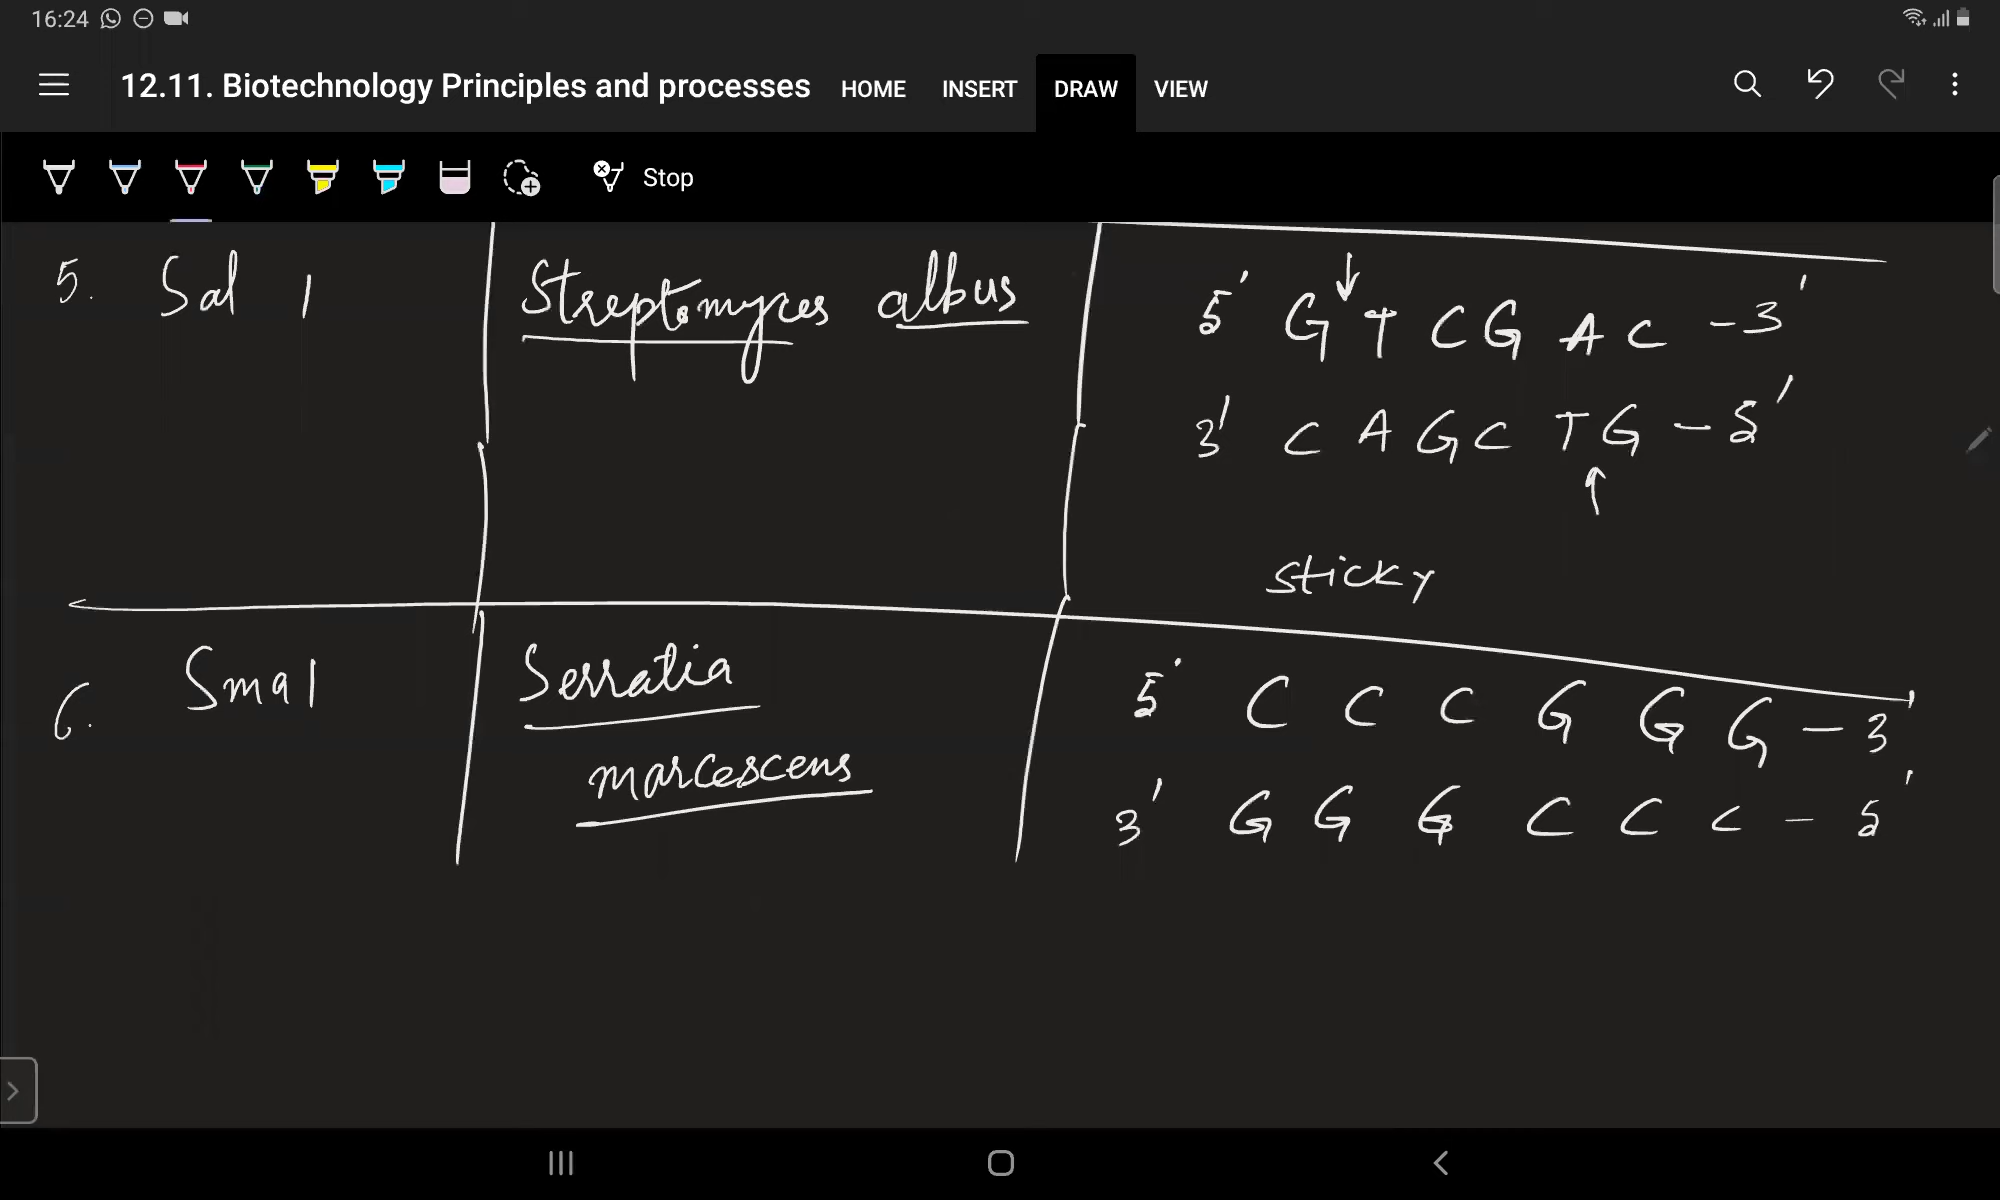 16:24
12.11. Biotechnology Principles and processes HOME INSERT DRAW VIEW
Stop
5. Sal I Streptomyces albus 5' G↓T C G A C -3'
3' C A G C T G - 5'
↑
sticky
6. SmaI Serratia 5' C C C G G G - 3'
marcescens 3' G G G C C C - 5'